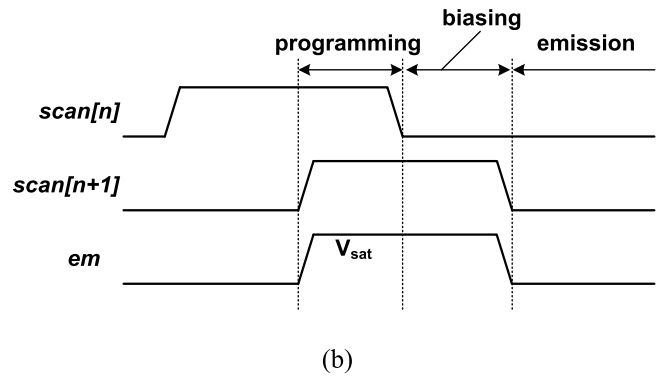 biasing
programming
emission
scan[n]
scan[n+1]
em
Vsat
(b)